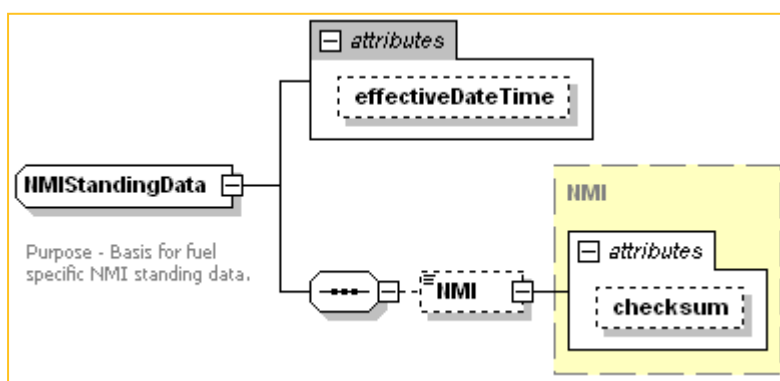 attributes
effectiveDateTime
NMIStandingData
Purpose - Basis for fuel
specific NMI standing data.
NMI
NMI
attributes
checksum